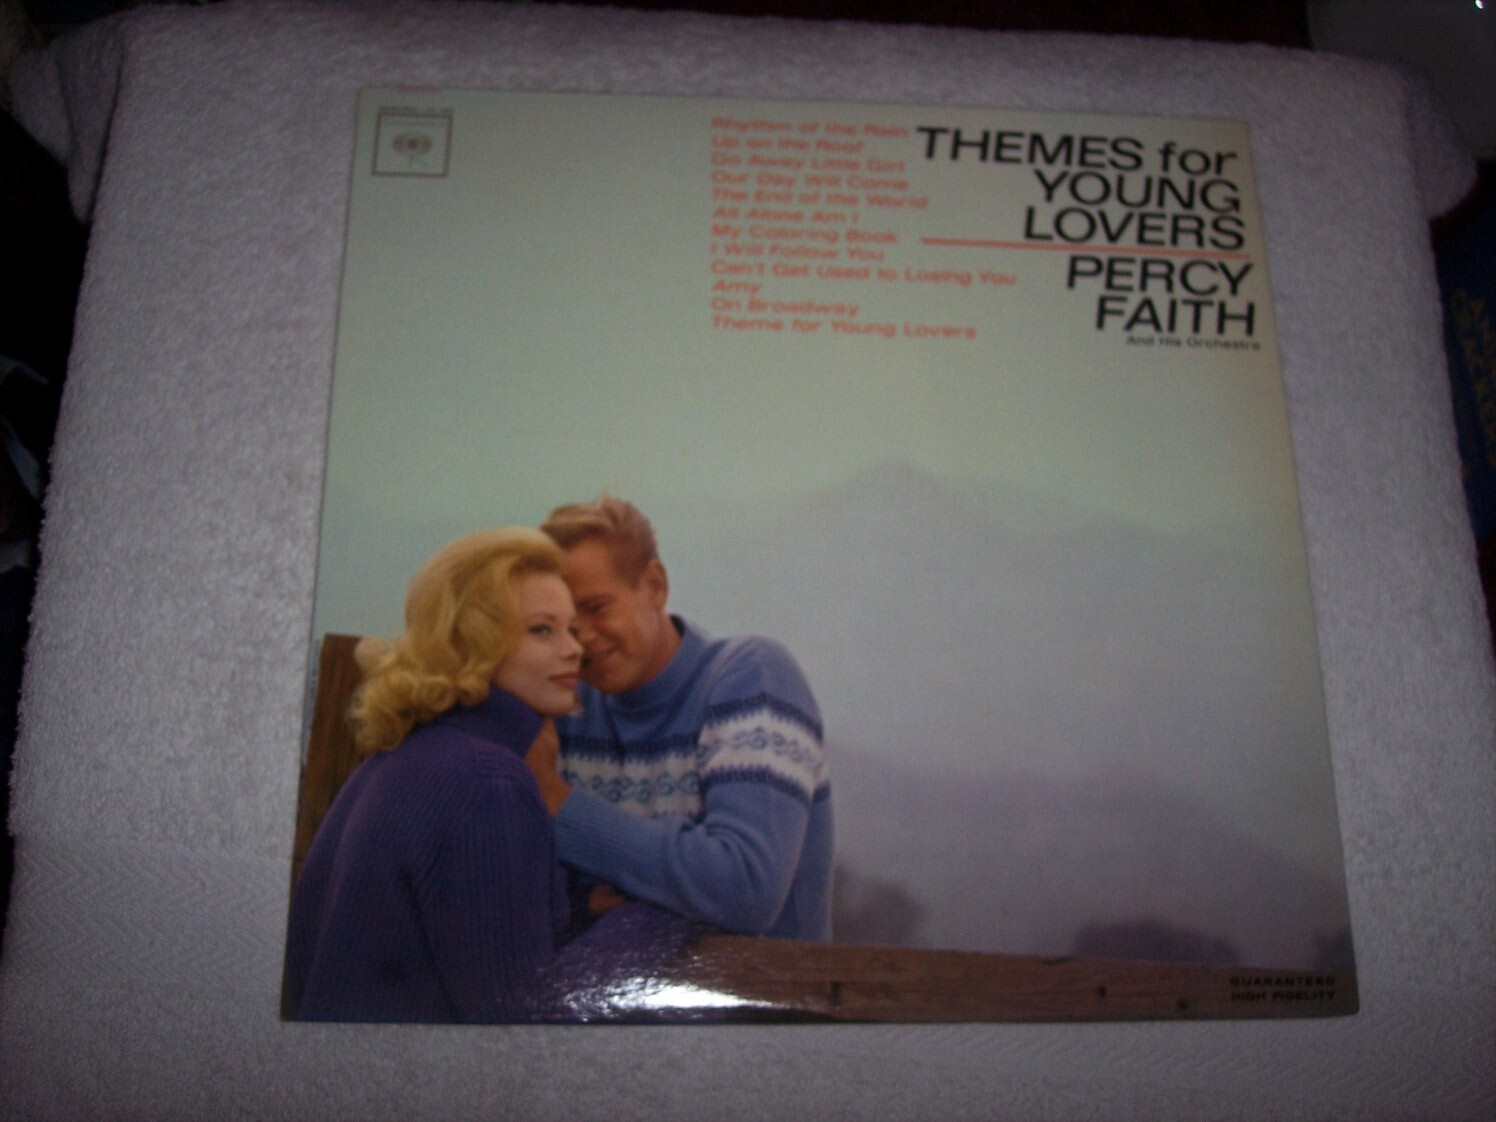 Rhythm of the Rain
Up on the Roof
Go Away Little Girl
Our Day Will Come
The End of the World
All Alone Am I
My Coloring Book
I Will Follow You
Can't Get Used to Losing You
Amy
On Broadway
Theme for Young Lovers
THEMES for
YOUNG
LOVERS
PERCY
FAITH
And His Orchestra
GUARANTEED
HIGH FIDELITY